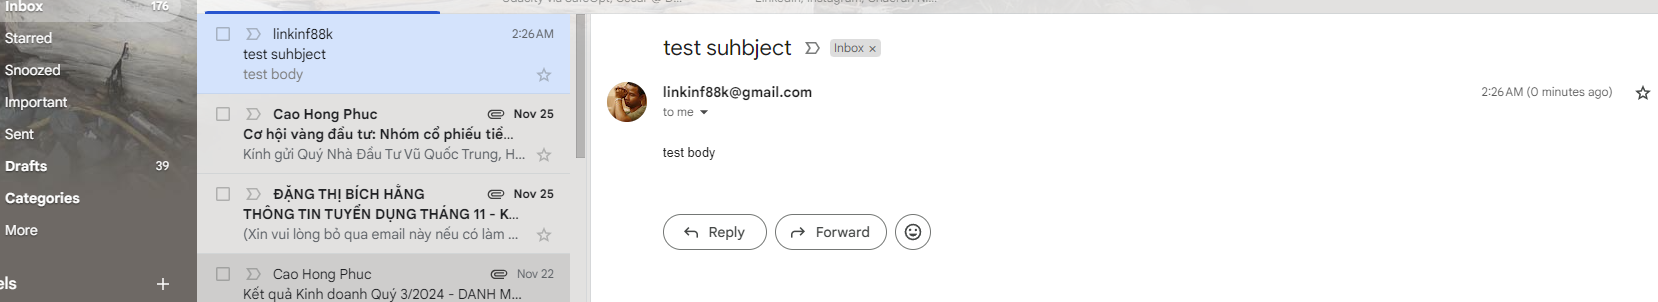 Inbox 176
Starred
Snoozed
Important
Sent
Drafts 39
Categories
More
els +
linkinf88k 2:26 AM
test suhbject
test body
Cao Hong Phuc Nov 25
Cơ hội vàng đầu tư: Nhóm cổ phiếu tiề...
Kính gửi Quý Nhà Đầu Tư Vũ Quốc Trung, H...
ĐẶNG THỊ BÍCH HẰNG Nov 25
THÔNG TIN TUYỂN DỤNG THÁNG 11 - K...
(Xin vui lòng bỏ qua email này nếu có làm ...
Cao Hong Phuc Nov 22
Kết quả Kinh doanh Quý 3/2024 - DANH M...
test suhbject Inbox ×
linkinf88k@gmail.com 2:26 AM (0 minutes ago)
to me
test body
Reply Forward